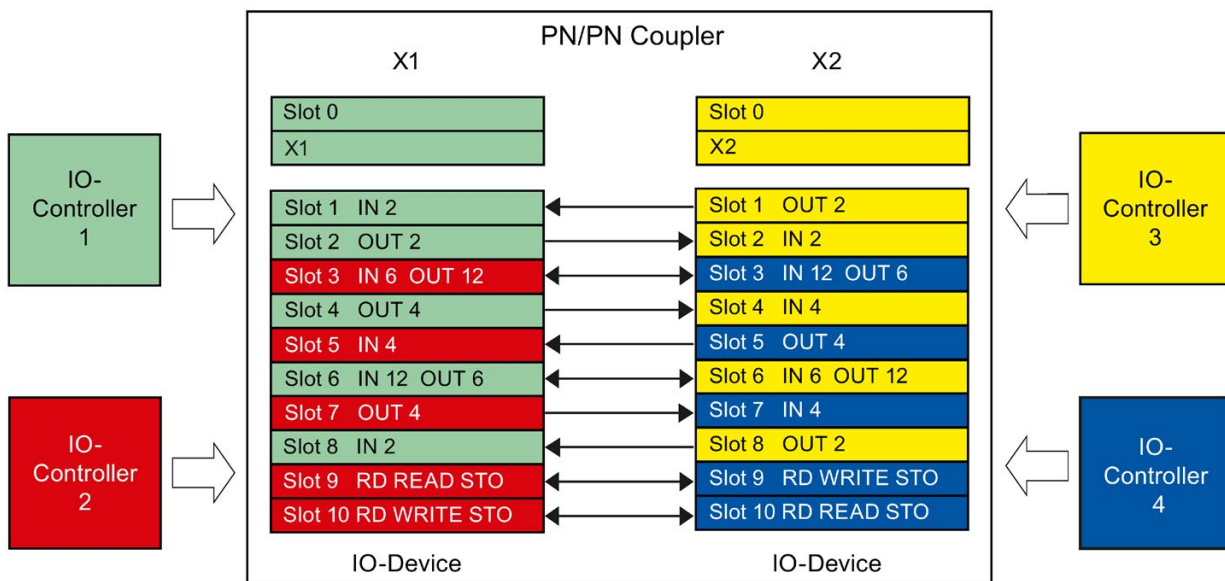 PN/PN Coupler
X1
X2
Slot 0
X1
Slot 0
X2
IO-
Controller
1
IO-
Controller
2
Slot 1 IN 2
Slot 2 OUT 2
Slot 3 IN 6 OUT 12
Slot 4 OUT 4
Slot 5 IN 4
Slot 6 IN 12 OUT 6
Slot 7 OUT 4
Slot 8 IN 2
Slot 9 RD READ STO
Slot 10 RD WRITE STO
IO-Device
Slot 1 OUT 2
Slot 2 IN 2
Slot 3 IN 12 OUT 6
Slot 4 IN 4
Slot 5 OUT 4
Slot 6 IN 6 OUT 12
Slot 7 IN 4
Slot 8 OUT 2
Slot 9 RD WRITE STO
Slot 10 RD READ STO
IO-Device
IO-
Controller
3
IO-
Controller
4